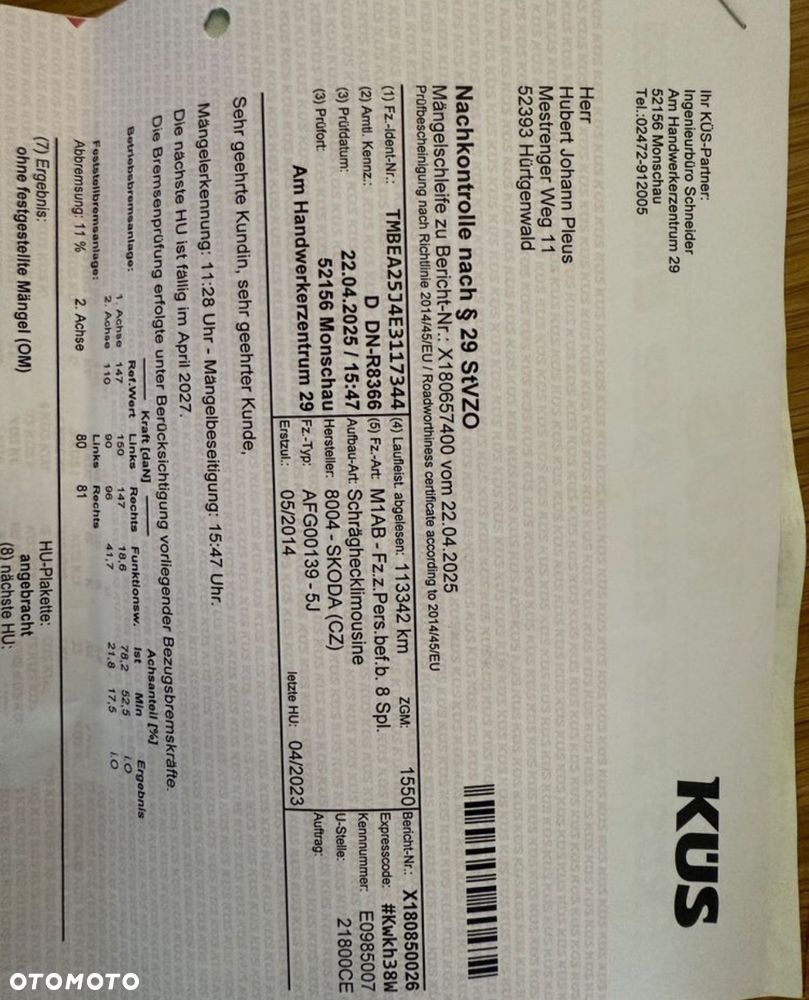 KÜS
Ihr KÜS-Partner:
Ingenieurbüro Schneider
Am Handwerkerzentrum 29
52156 Monschau
Tel.:02472-912005
Herr
Hubert Johann Pleus
Mestrenger Weg 11
52393 Hürtgenwald
Nachkontrolle nach § 29 StVZO
Mängelschleife zu Bericht-Nr.: X180657400 vom 22.04.2025
Prüfbescheinigung nach Richtlinie 2014/45/EU / Roadworthiness certificate according to 2014/45/EU
(1) Fz.-Ident-Nr.: TMBEA25J4E3117344 (4) Laufleist. abgelesen: 113342 km ZGM: 1550 Bericht-Nr.: X180850026
(2) Amtl. Kennz.: D DN-R8366 (5) Fz.-Art: M1AB - Fz.z.Pers.bef.b. 8 Spl. Expresscode: #Kwkh38W
(3) Prüfdatum: 22.04.2025 / 15:47 Aufbau-Art: Schräghecklimousine Kennnummer: E0985007
(3) Prüfort: 52156 Monschau Hersteller: 8004 - SKODA (CZ) U-Stelle: 21800CE
Am Handwerkerzentrum 29 Fz.-Typ: AFG00139 - 5J Auftrag:
Erstzul.: 05/2014 letzte HU: 04/2023
Sehr geehrte Kundin, sehr geehrter Kunde,
Mängelerkennung: 11:28 Uhr - Mängelbeseitigung: 15:47 Uhr.
Die nächste HU ist fällig im April 2027.
Die Bremsenprüfung erfolgte unter Berücksichtigung vorliegender Bezugsbremskräfte.
Kraft [daN] Achsanteil [%]
Betriebsbremsanlage: Ref.Wert Links Rechts Funktionsw. Ist Min Ergebnis
1. Achse 147 150 147 18,6 78,2 52,5 i.O
2. Achse 110 90 96 41,7 21,8 17,5 i.O
Feststellbremsanlage: Links Rechts
Abbremsung: 11 % 2. Achse 80 81
(7) Ergebnis: HU-Plakette:
ohne festgestellte Mängel (OM) angebracht
(8) nächste HU:
OTOMOTO